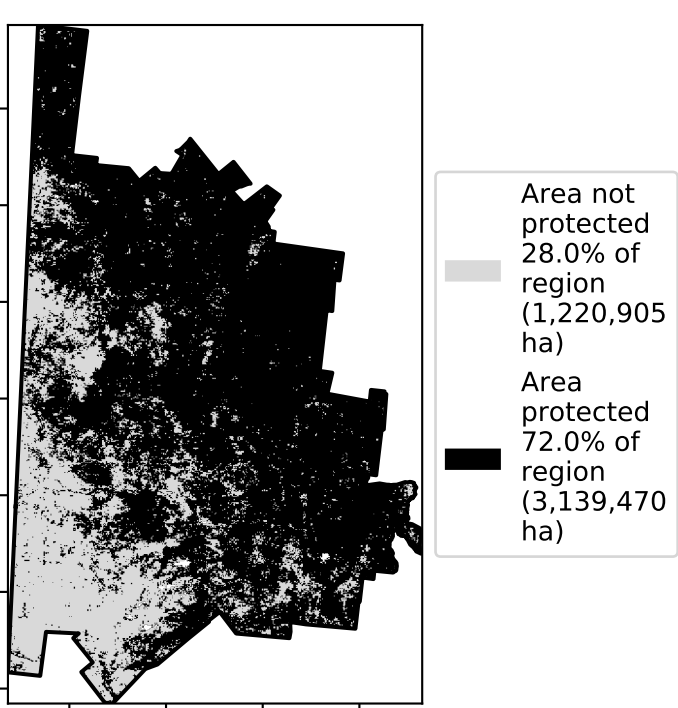 Area not
protected
28.0% of
region
(1,220,905
ha)
Area
protected
72.0% of
region
(3,139,470
ha)